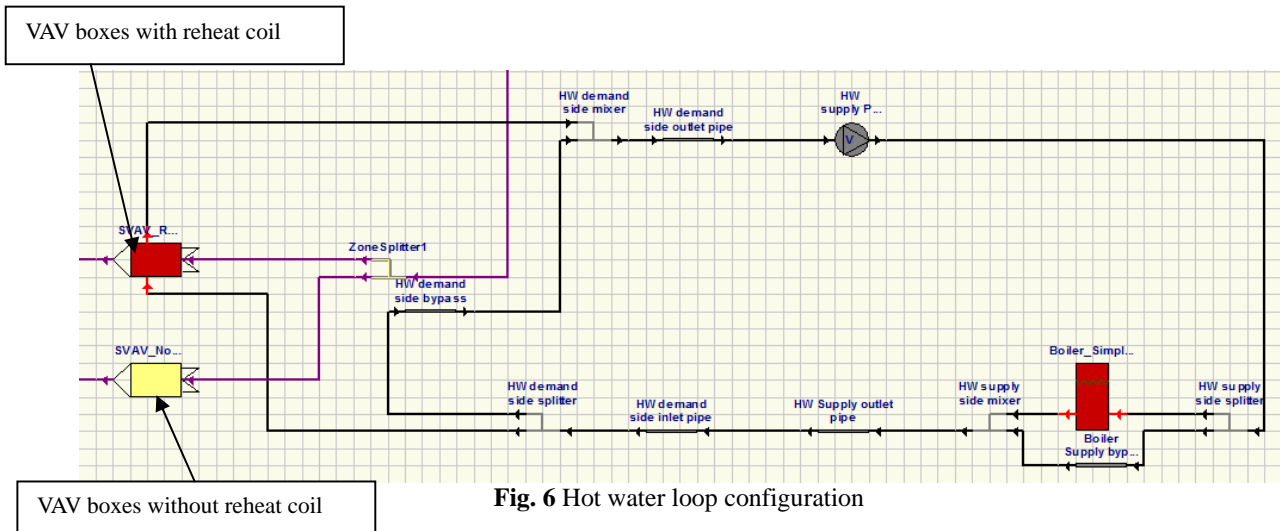 VAV boxes with reheat coil
HW demand
side mixer
HW demand
side outlet pipe
HW
supply P...
V
SVAV_R...
ZoneSplitter1
HW demand
side bypass
SVAV_No...
HW demand
side splitter
HW demand
side inlet pipe
HW Supply outlet
pipe
HW supply
side mixer
Boiler_Simpl...
HW supply
side splitter
Boiler
Supply byp...
VAV boxes without reheat coil
Fig. 6 Hot water loop configuration